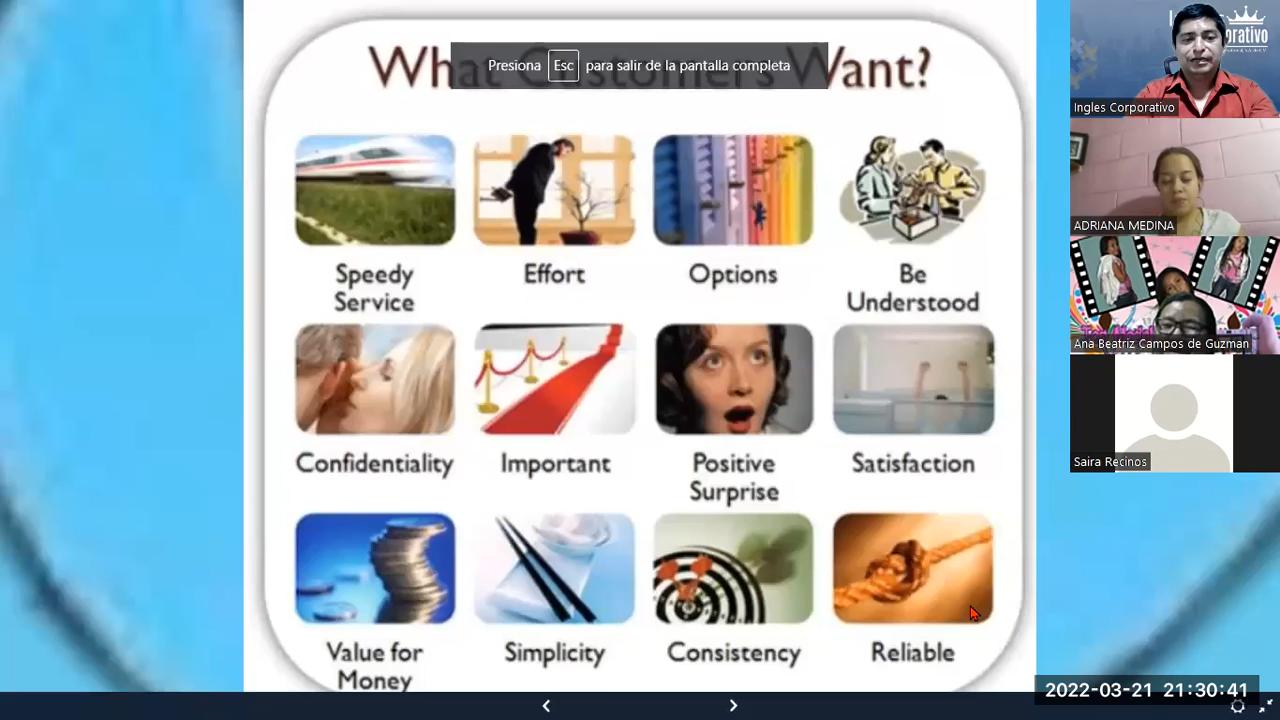 What Customers Want?
Presiona Esc para salir de la pantalla completa
Speedy
Service
Effort
Options
Be
Understood
Confidentiality
Important
Positive
Surprise
Satisfaction
Value for
Money
Simplicity
Consistency
Reliable
Ingles Corporativo
ADRIANA MEDINA
Ana Beatriz Campos de Guzman
Saira Recinos
2022-03-21 21:30:41